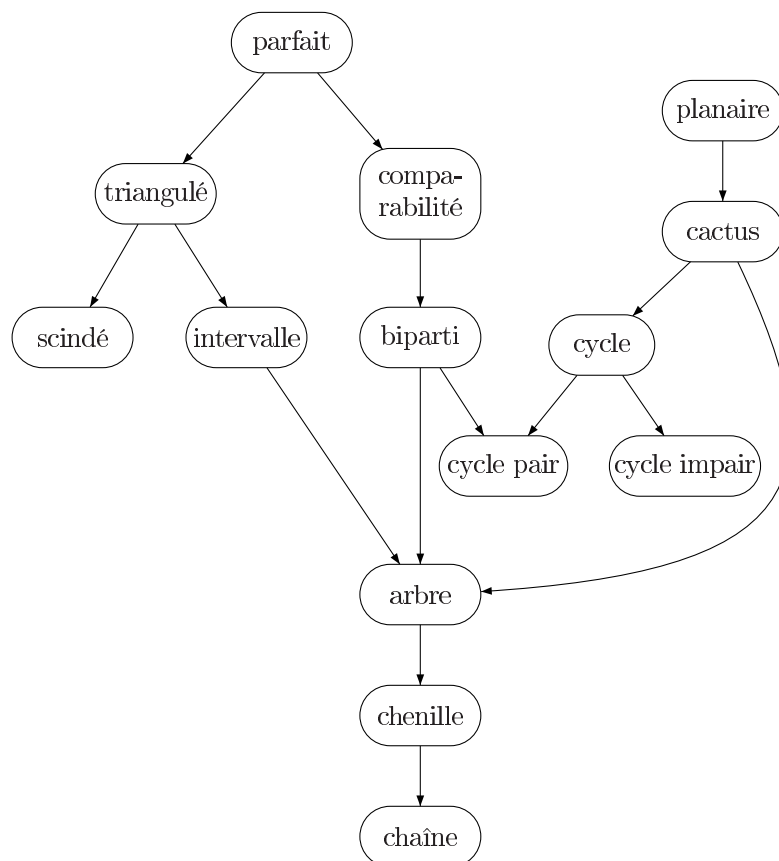 parfait
planaire
triangulé
compa-
rabilité
cactus
scindé
intervalle
biparti
cycle
cycle pair
cycle impair
arbre
chenille
chaîne